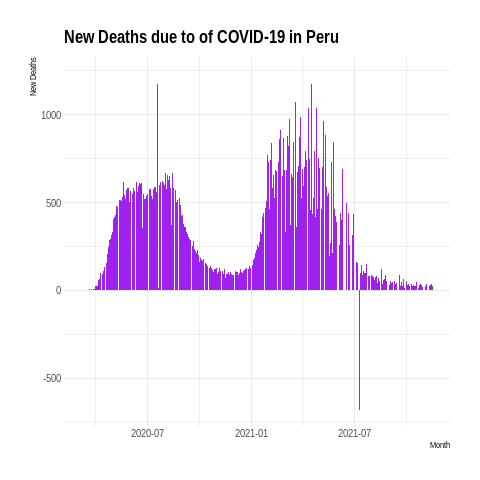 New Deaths due to of COVID-19 in Peru
New Deaths
1000
500
0
-500
2020-07
2021-01
2021-07
Month